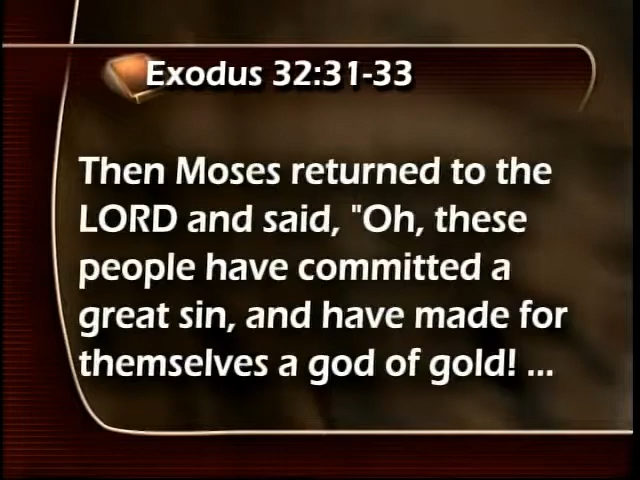 Exodus 32:31-33
Then Moses returned to the
LORD and said, "Oh, these
people have committed a
great sin, and have made for
themselves a god of gold! ...